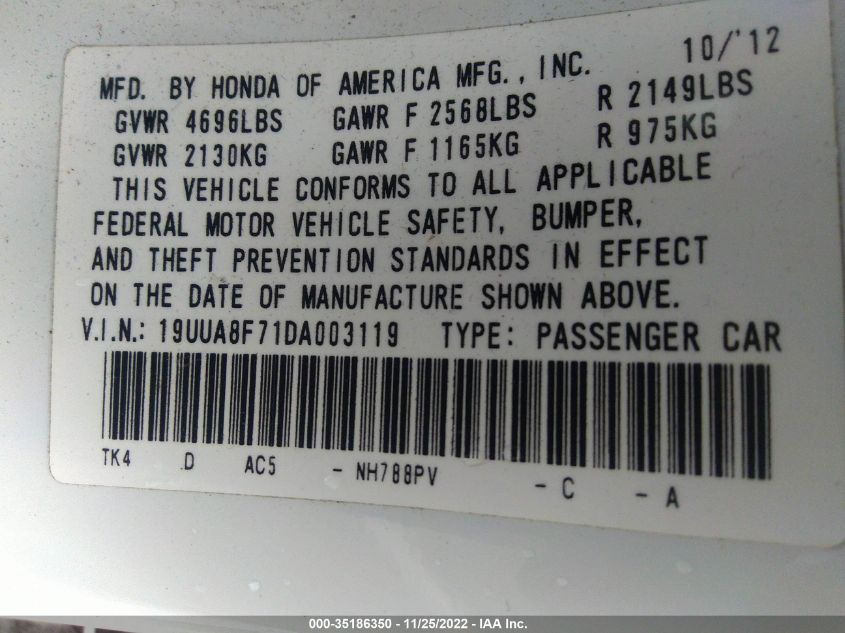 10/'12
MFD. BY HONDA OF AMERICA MFG., INC.
GVWR 4696LBS GAWR F 2568LBS R 2149LBS
GVWR 2130KG GAWR F 1165KG R 975KG
THIS VEHICLE CONFORMS TO ALL APPLICABLE
FEDERAL MOTOR VEHICLE SAFETY, BUMPER,
AND THEFT PREVENTION STANDARDS IN EFFECT
ON THE DATE OF MANUFACTURE SHOWN ABOVE.
V.I.N.: 19UUA8F71DA003119 TYPE: PASSENGER CAR
TK4 D AC5 - NH788PV - C - A
000-35186350 - 11/25/2022 - IAA Inc.